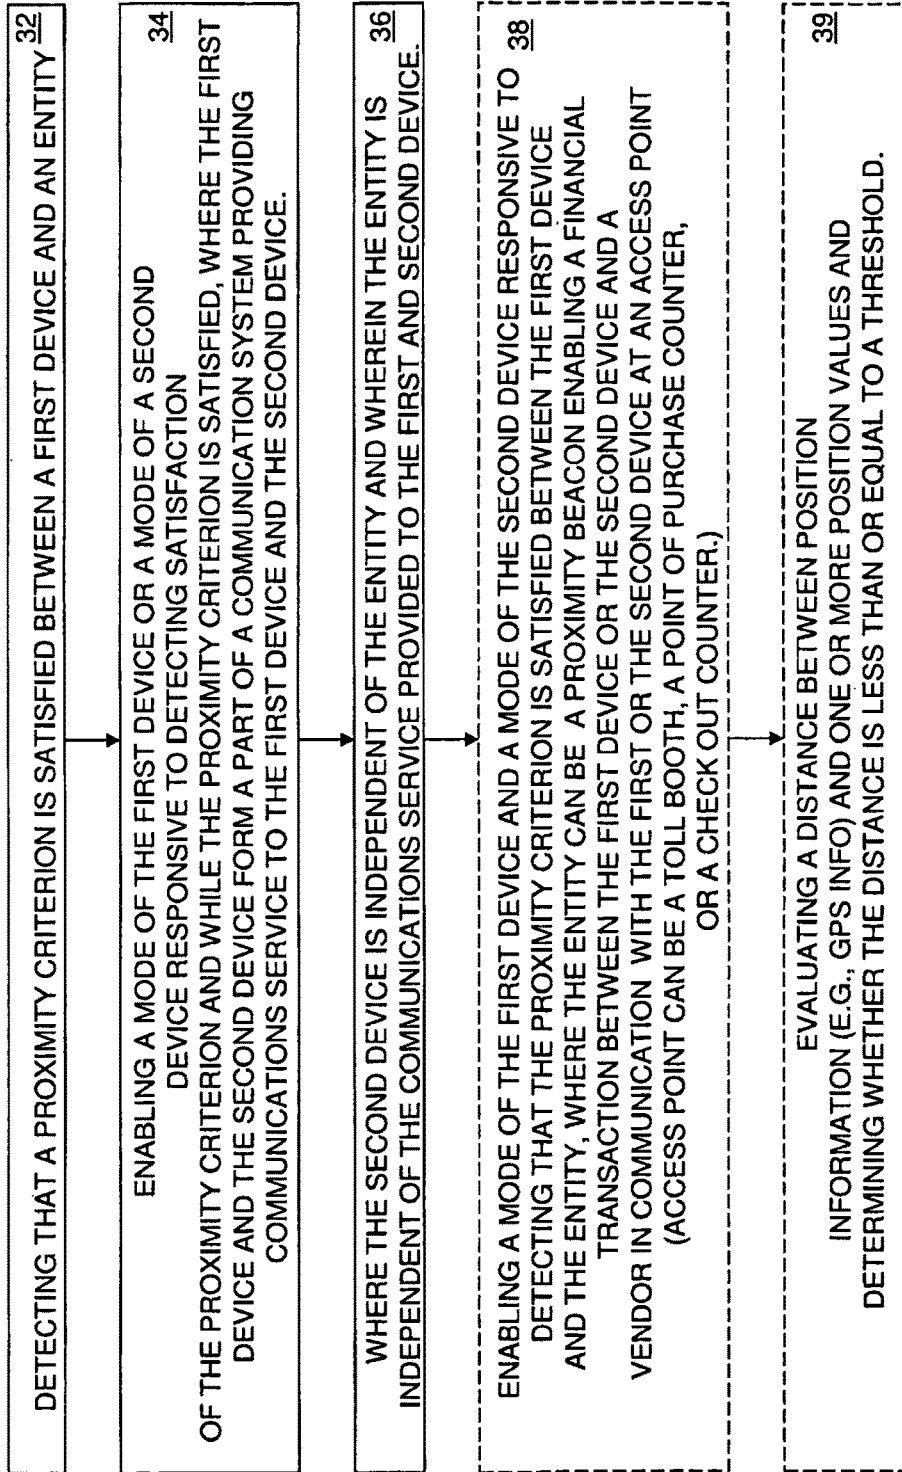 DETECTING THAT A PROXIMITY CRITERION IS SATISFIED BETWEEN A FIRST DEVICE AND AN ENTITY 32
34
ENABLING A MODE OF THE FIRST DEVICE OR A MODE OF A SECOND
DEVICE RESPONSIVE TO DETECTING SATISFACTION
OF THE PROXIMITY CRITERION AND WHILE THE PROXIMITY CRITERION IS SATISFIED, WHERE THE FIRST
DEVICE AND THE SECOND DEVICE FORM A PART OF A COMMUNICATION SYSTEM PROVIDING
COMMUNICATIONS SERVICE TO THE FIRST DEVICE AND THE SECOND DEVICE.
36
WHERE THE SECOND DEVICE IS INDEPENDENT OF THE ENTITY AND WHEREIN THE ENTITY IS
INDEPENDENT OF THE COMMUNICATIONS SERVICE PROVIDED TO THE FIRST AND SECOND DEVICE.
38
ENABLING A MODE OF THE FIRST DEVICE AND A MODE OF THE SECOND DEVICE RESPONSIVE TO
DETECTING THAT THE PROXIMITY CRITERION IS SATISFIED BETWEEN THE FIRST DEVICE
AND THE ENTITY, WHERE THE ENTITY CAN BE A PROXIMITY BEACON ENABLING A FINANCIAL
TRANSACTION BETWEEN THE FIRST DEVICE OR THE SECOND DEVICE AND A
VENDOR IN COMMUNICATION WITH THE FIRST OR THE SECOND DEVICE AT AN ACCESS POINT
(ACCESS POINT CAN BE A TOLL BOOTH, A POINT OF PURCHASE COUNTER,
OR A CHECK OUT COUNTER.)
39
EVALUATING A DISTANCE BETWEEN POSITION
INFORMATION (E.G., GPS INFO) AND ONE OR MORE POSITION VALUES AND
DETERMINING WHETHER THE DISTANCE IS LESS THAN OR EQUAL TO A THRESHOLD.